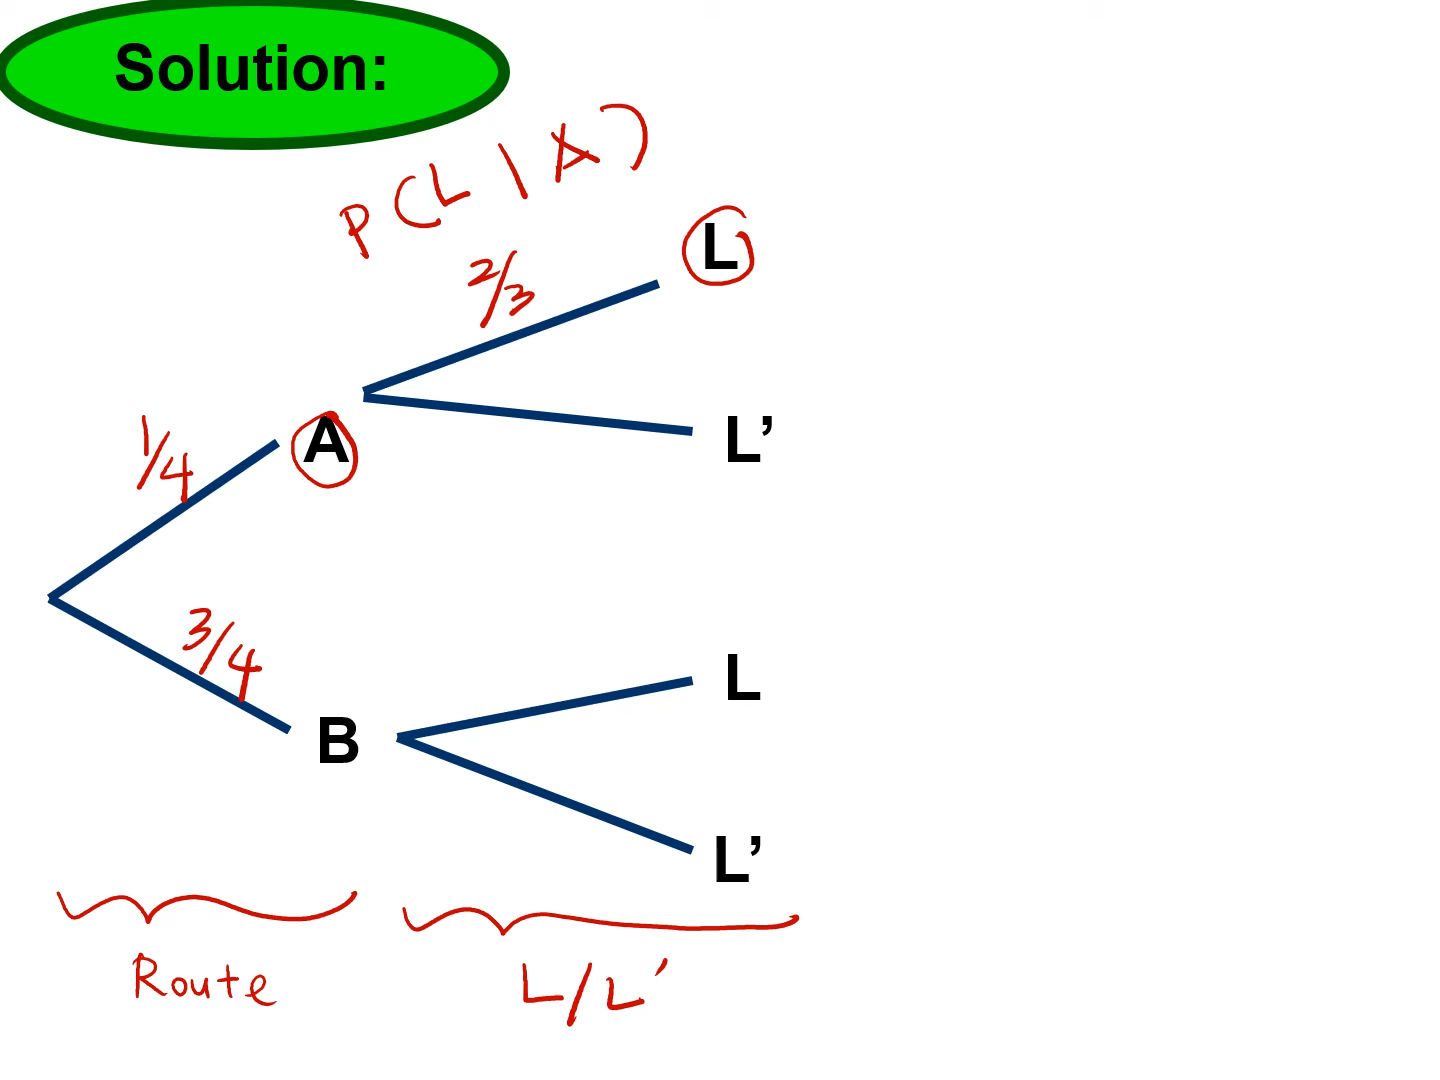 Solution:
P(L|A)
L
2/3
L’
A
1/4
3/4
L
B
L’
Route
L/L'